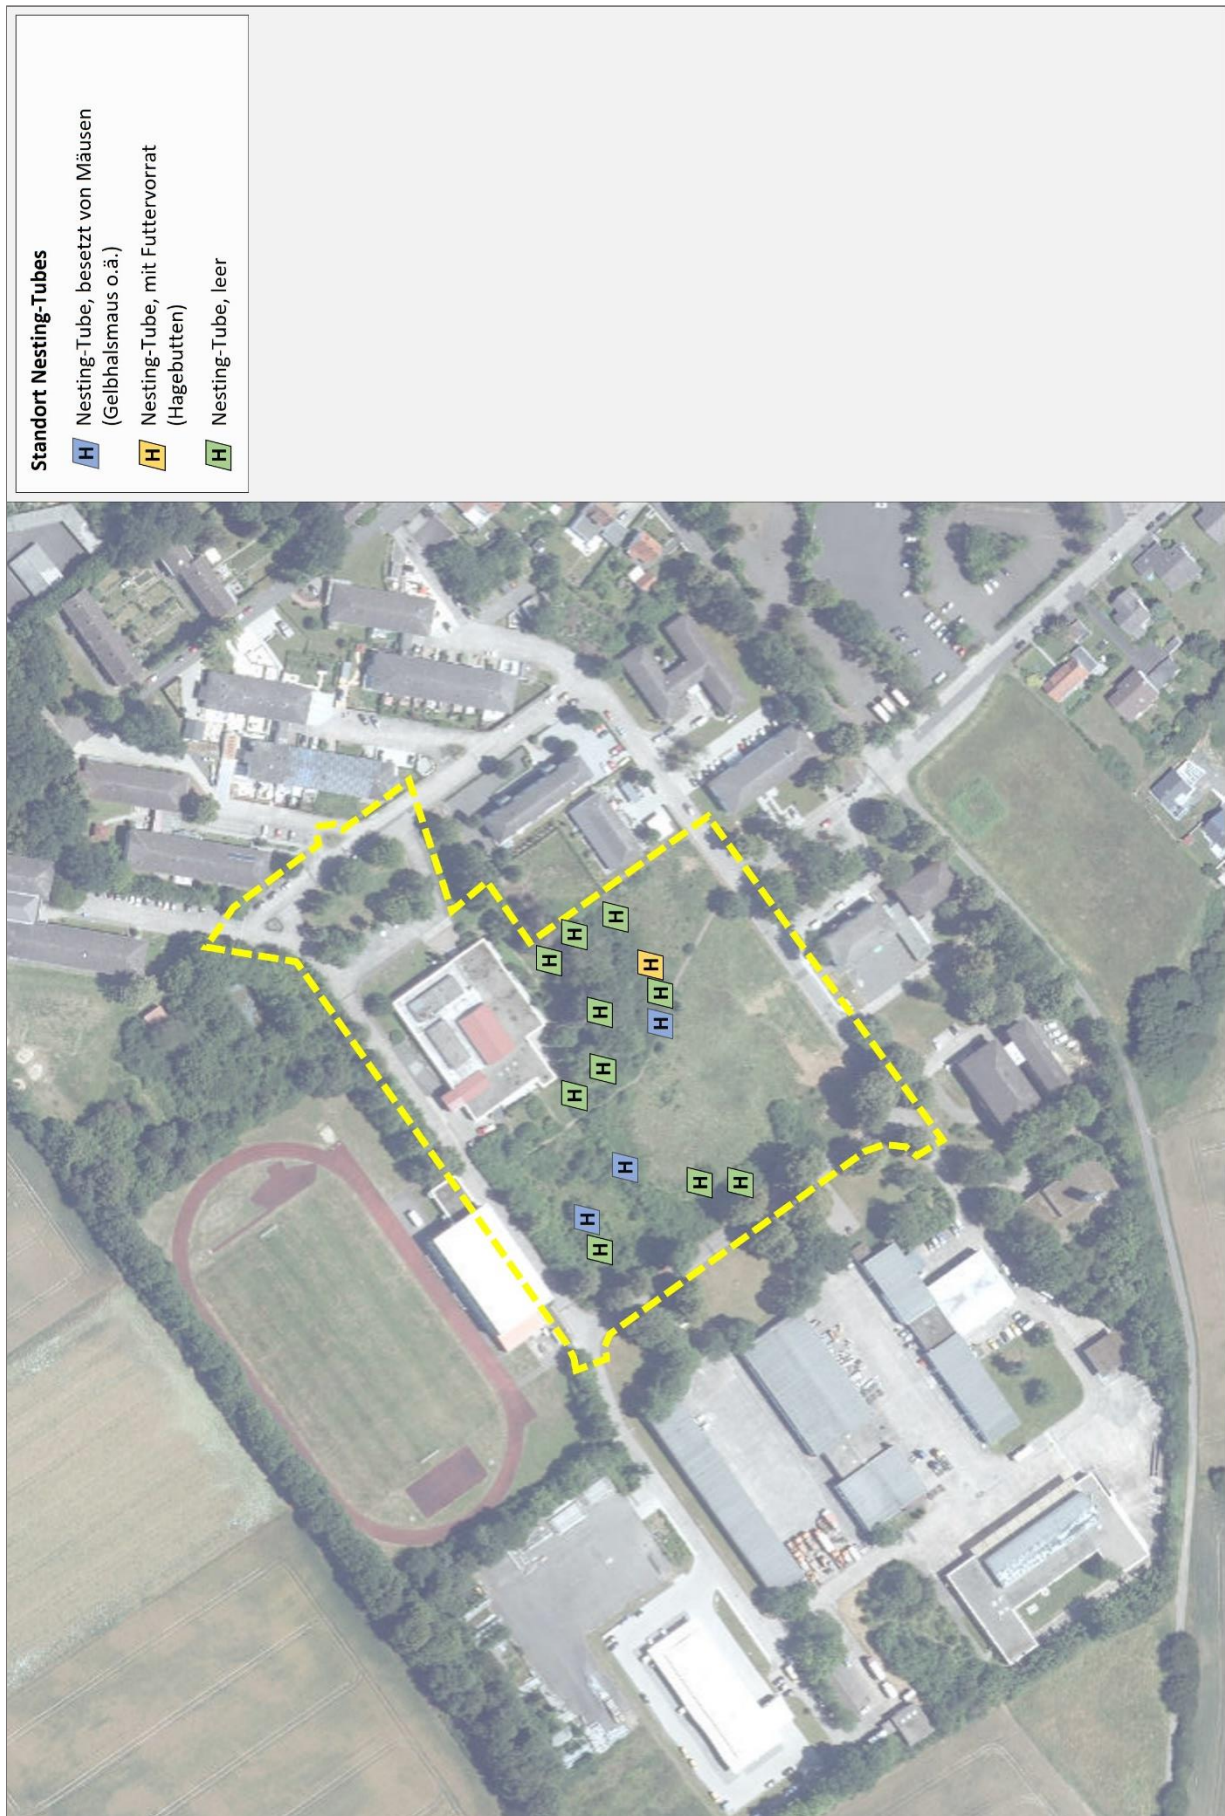 Standort Nesting-Tubes
H Nesting-Tube, besetzt von Mäusen
(Gelbhalsmaus o.ä.)
H Nesting-Tube, mit Futtervorrat
(Hagebutten)
H Nesting-Tube, leer
H
H
H
H
H
H
H
H
H
H
H
H
H
H